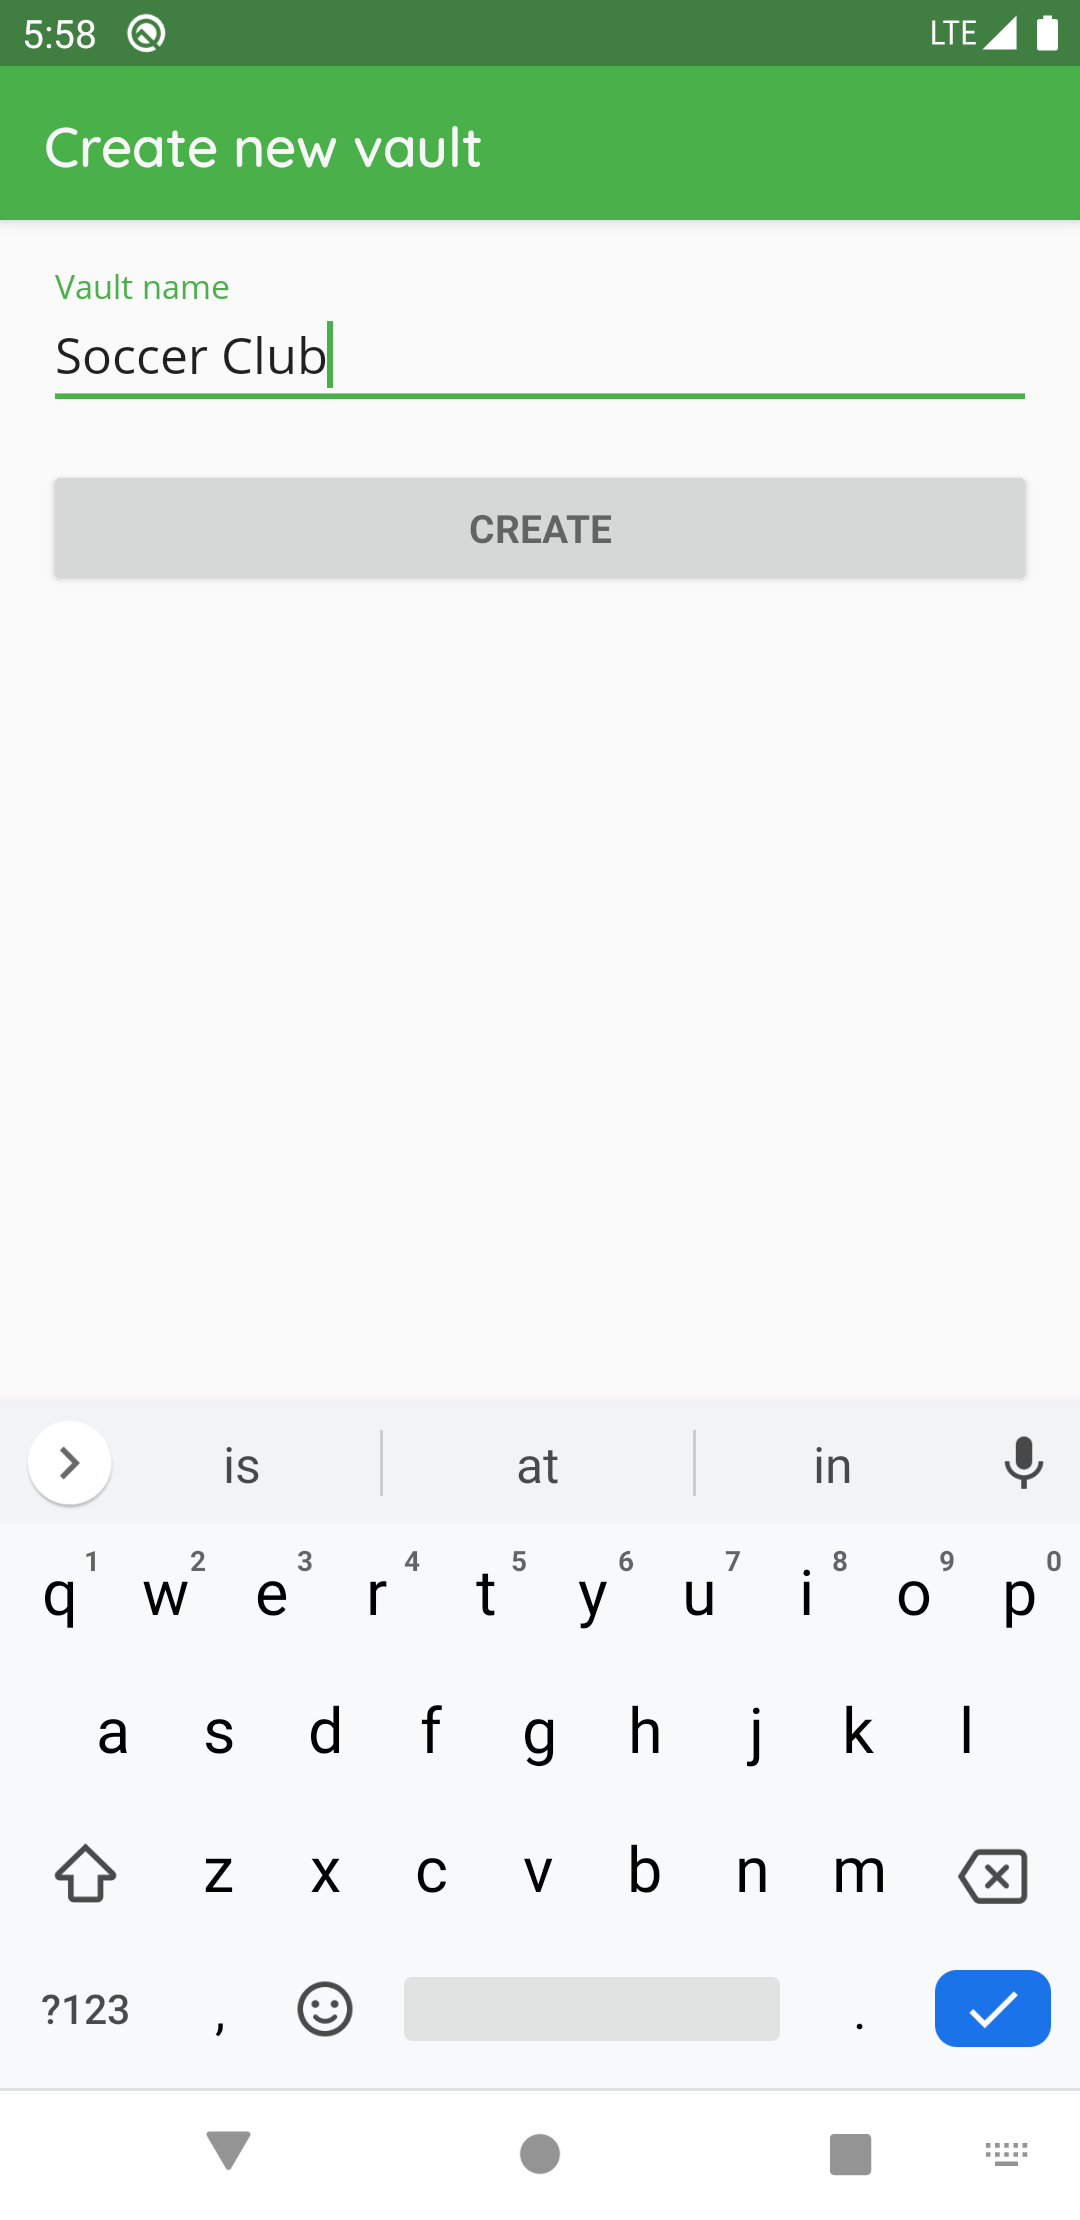 5:58 LTE
Create new vault
Vault name
Soccer Club
CREATE
is at in
q 1 w 2 e 3 r 4 t 5 y 6 u 7 i 8 o 9 p 0
a s d f g h j k l
z x c v b n m
?123 , .